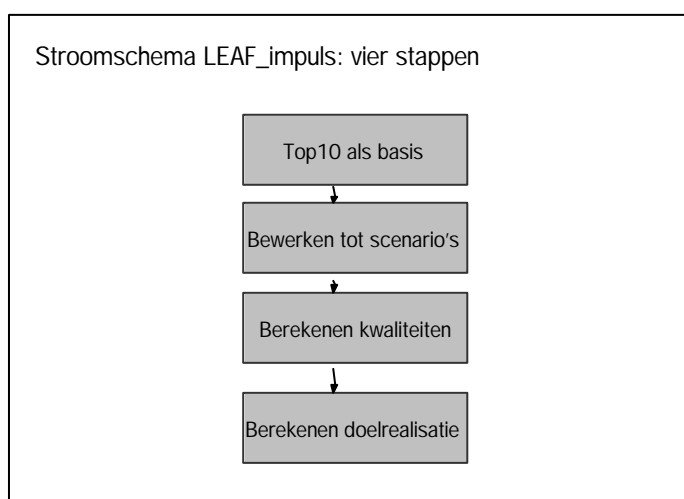 Stroomschema LEAF_impuls: vier stappen
Top10 als basis
Bewerken tot scenario's
Berekenen kwaliteiten
Berekenen doelrealisatie